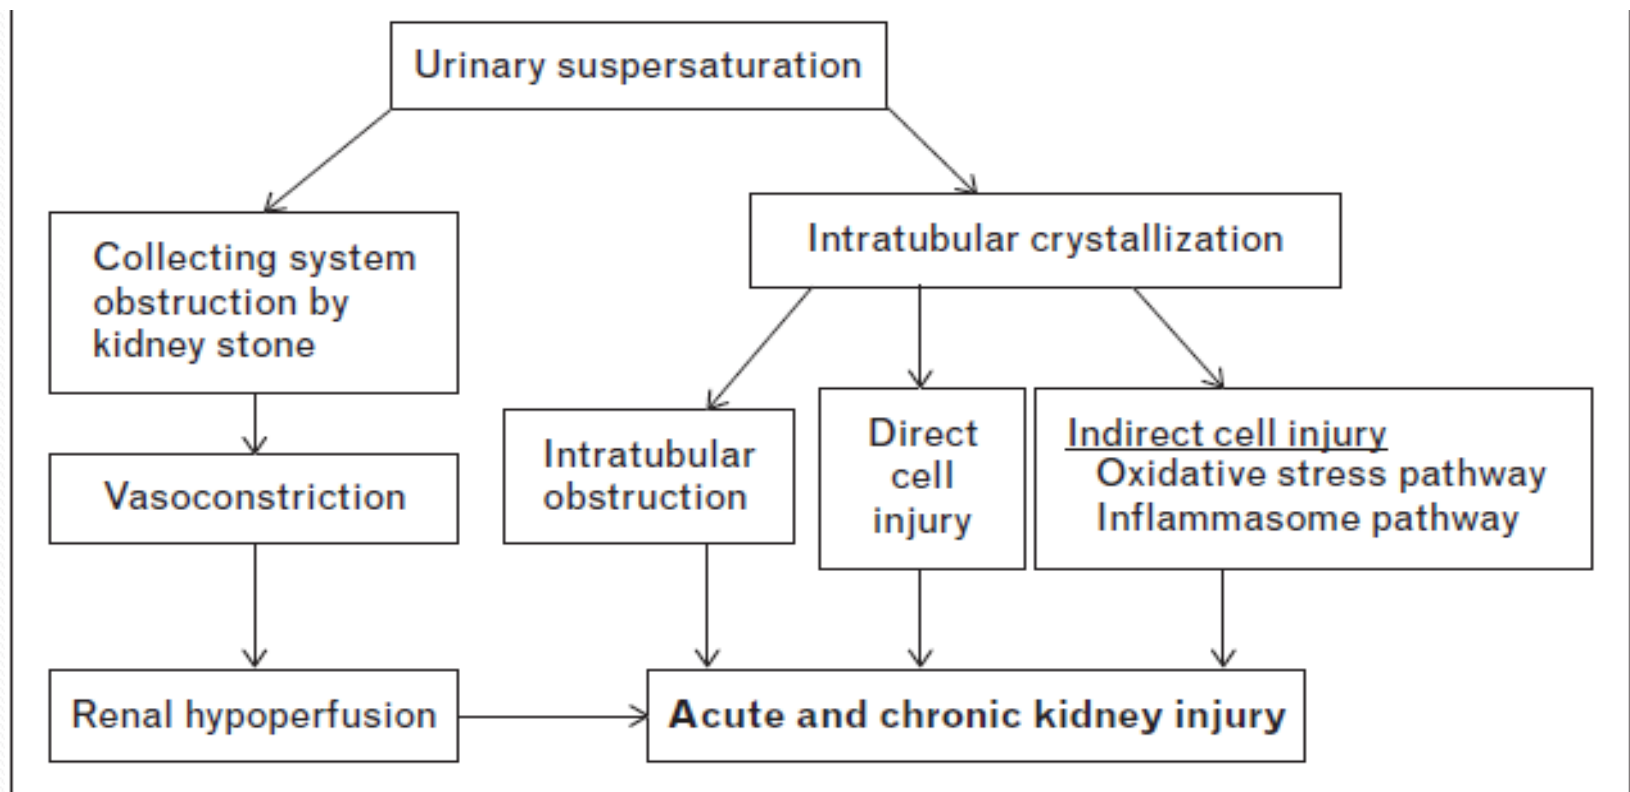 Urinary suspersaturation
Collecting system
obstruction by
kidney stone
Intratubular crystallization
Vasoconstriction
Intratubular
obstruction
Direct
cell
injury
Indirect cell injury
Oxidative stress pathway
Inflammasome pathway
Renal hypoperfusion
Acute and chronic kidney injury